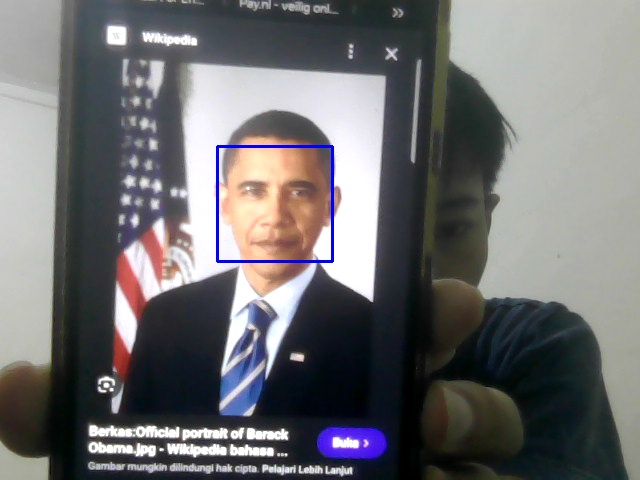 Pay.nl - veilig onl...
Wikipedia
Berkas:Official portrait of Barack
Obama.jpg - Wikipedia bahasa ...
Buka >
Gambar mungkin dilindungi hak cipta. Pelajari Lebih Lanjut